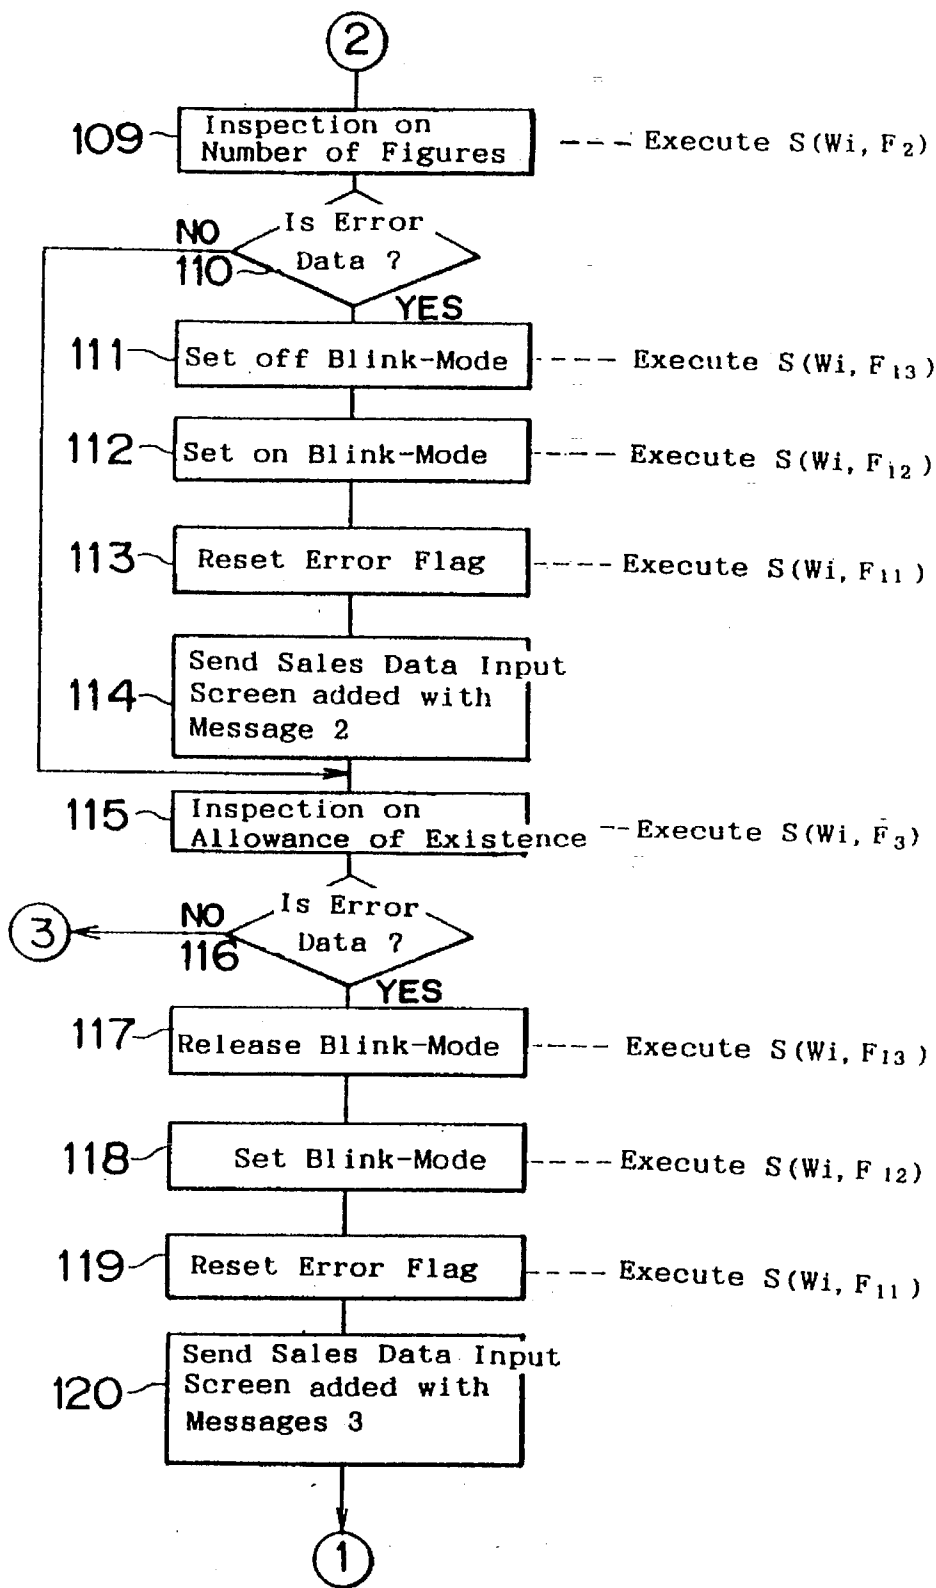 2
109
Inspection on
Number of Figures
Execute S(Wi, F2)
Is Error
Data ?
NO
110
YES
111
Set off Blink-Mode
Execute S(Wi, F13)
112
Set on Blink-Mode
Execute S(Wi, F12)
113
Reset Error Flag
Execute S(Wi, F11)
114
Send Sales Data Input
Screen added with
Message 2
115
Inspection on
Allowance of Existence
Execute S(Wi, F3)
Is Error
Data ?
NO
116
3
YES
117
Release Blink-Mode
Execute S(Wi, F13)
118
Set Blink-Mode
Execute S(Wi, F12)
119
Reset Error Flag
Execute S(Wi, F11)
120
Send Sales Data Input
Screen added with
Messages 3
1